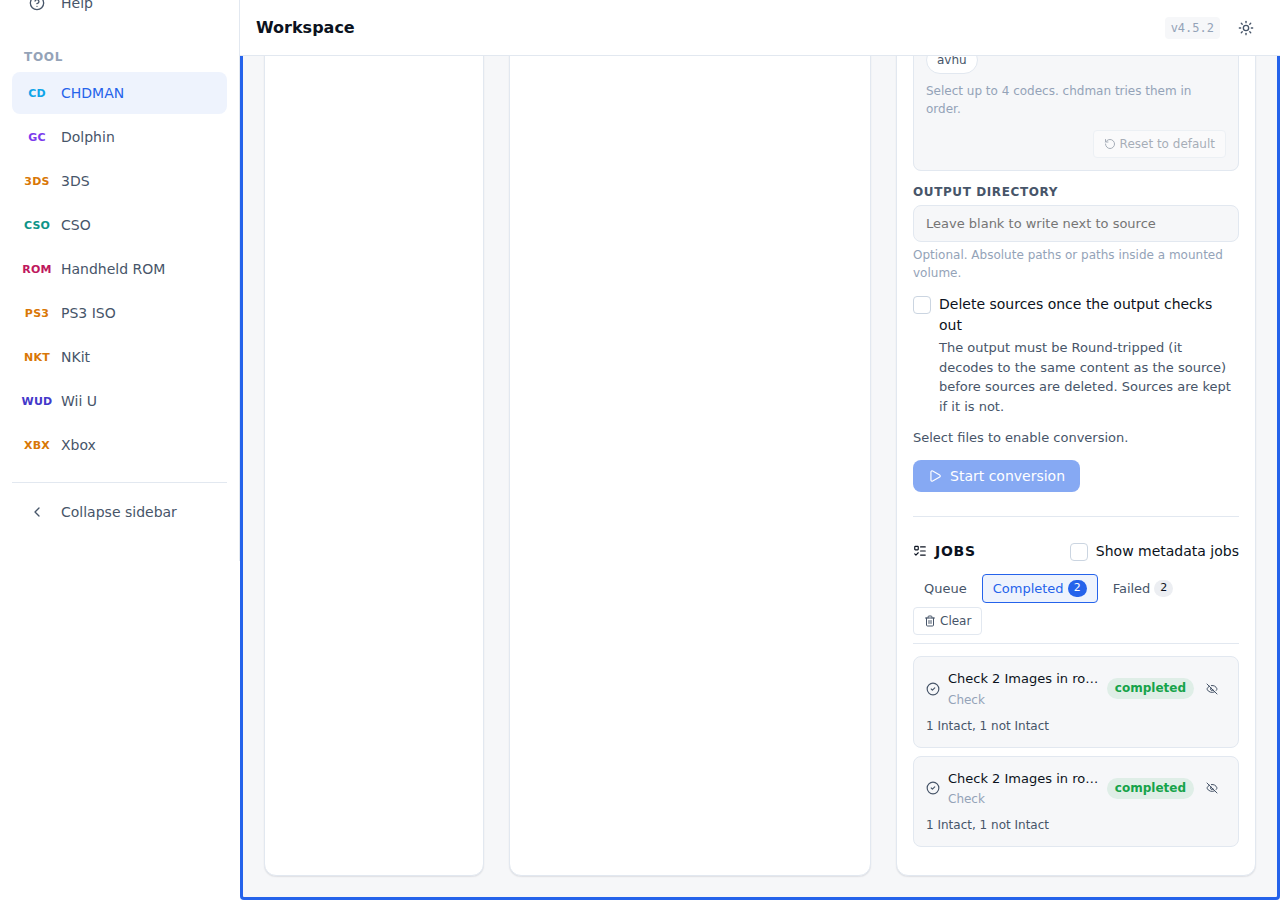 Help
Workspace
v4.5.2
TOOL
CD CHDMAN
GC Dolphin
3DS 3DS
CSO CSO
ROM Handheld ROM
PS3 PS3 ISO
NKT NKit
WUD Wii U
XBX Xbox
Collapse sidebar
avhu
Select up to 4 codecs. chdman tries them in
order.
Reset to default
OUTPUT DIRECTORY
Leave blank to write next to source
Optional. Absolute paths or paths inside a mounted
volume.
Delete sources once the output checks
out
The output must be Round-tripped (it
decodes to the same content as the source)
before sources are deleted. Sources are kept
if it is not.
Select files to enable conversion.
Start conversion
JOBS
Show metadata jobs
Queue Completed 2 Failed 2
Clear
Check 2 Images in ro... completed
Check
1 Intact, 1 not Intact
Check 2 Images in ro... completed
Check
1 Intact, 1 not Intact